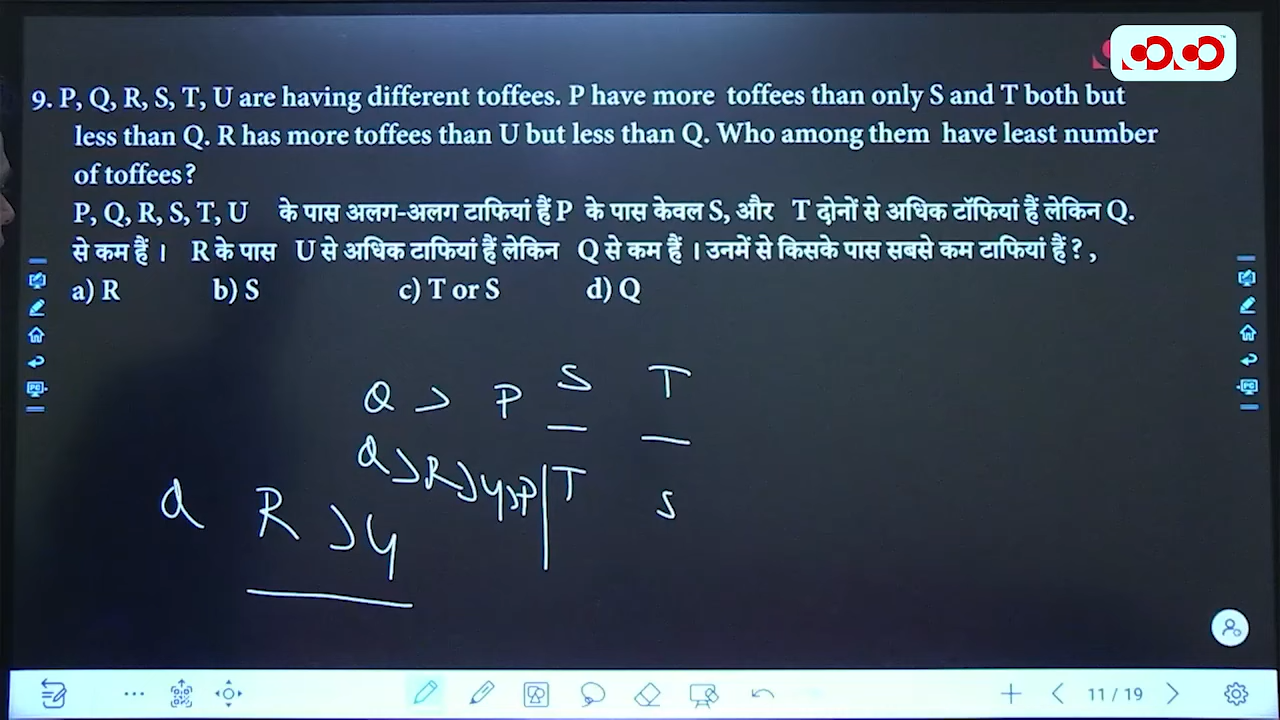 9. P, Q, R, S, T, U are having different toffees. P have more toffees than only S and T both but
less than Q. R has more toffees than U but less than Q. Who among them have least number
of toffees?
P, Q, R, S, T, U के पास अलग-अलग टाफियां हैं P के पास केवल S, और T दोनों से अधिक टॉफियां हैं लेकिन Q.
से कम हैं । R के पास U से अधिक टाफियां हैं लेकिन Q से कम हैं । उनमें से किसके पास सबसे कम टाफियां हैं ? ,
a) R b) S c) T or S d) Q
Q > P S T
Q > R > U > P | T S
Q R > U
11 / 19